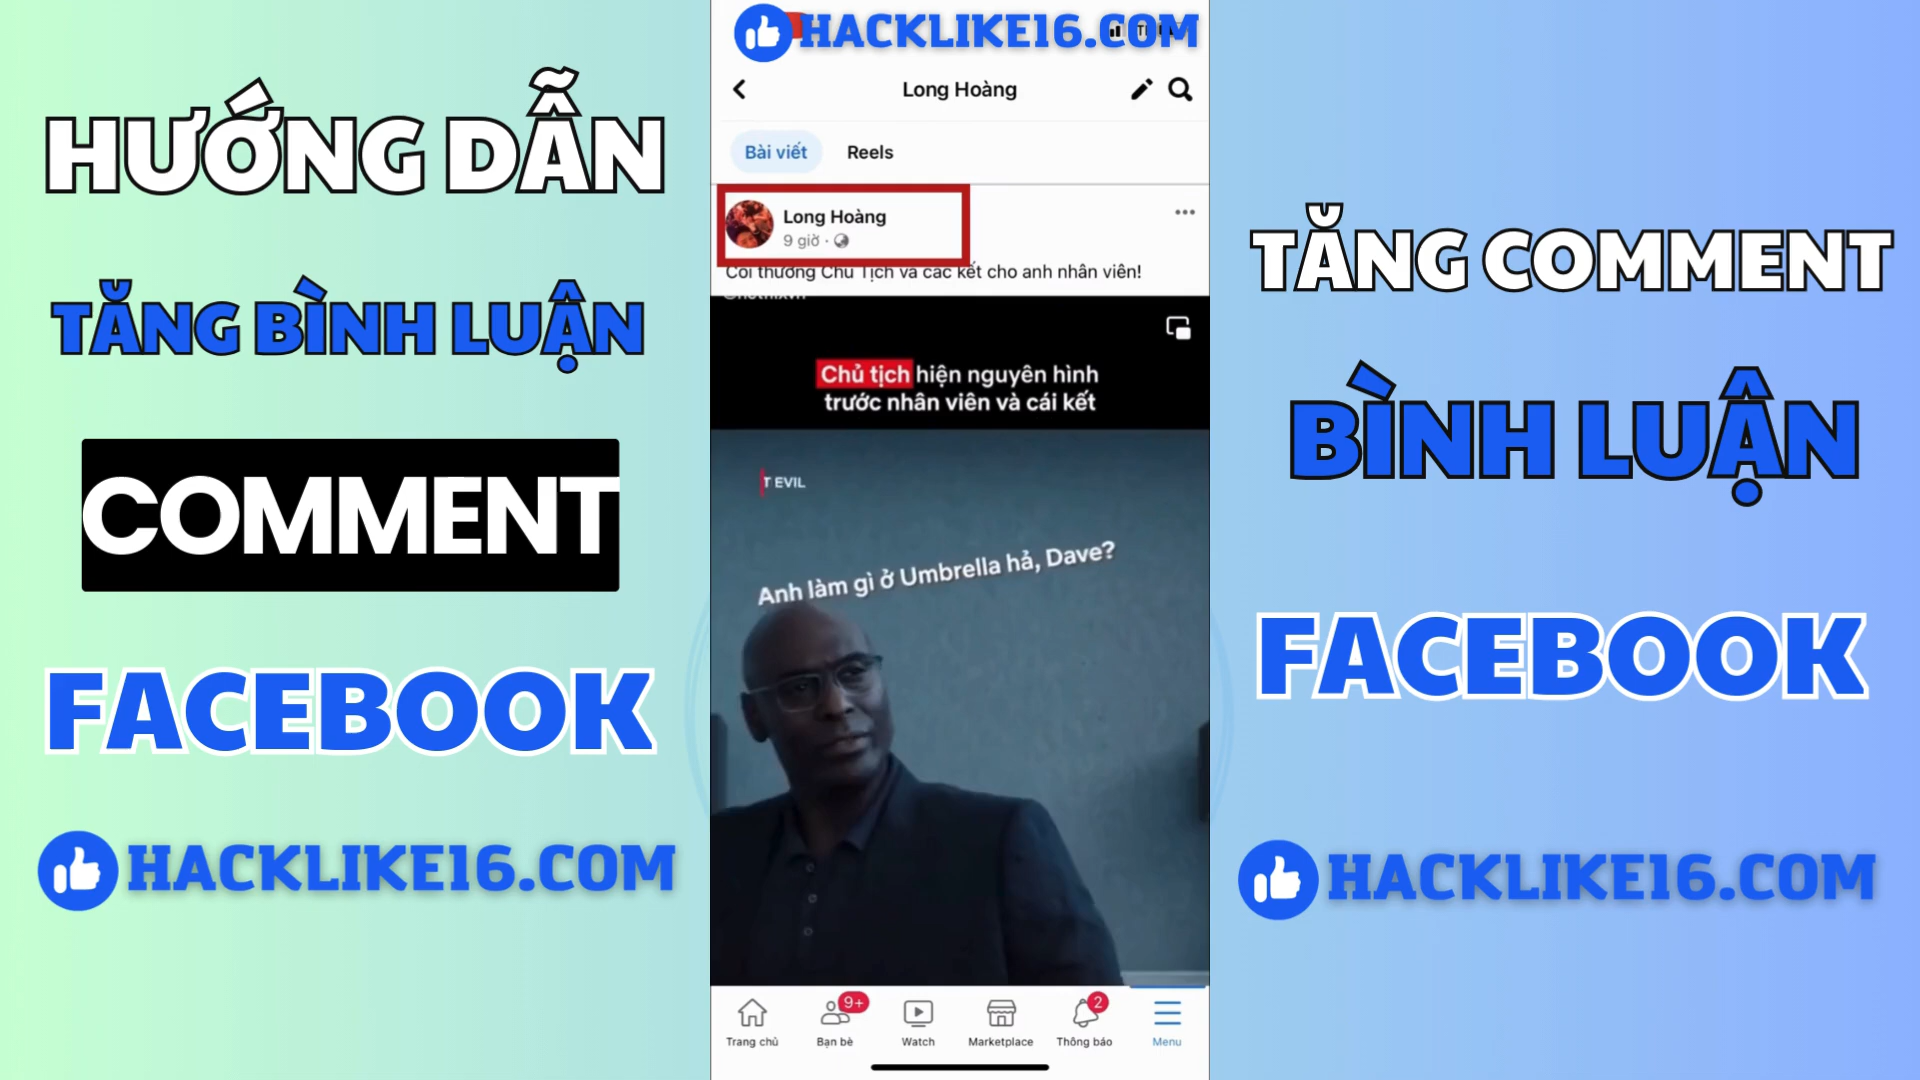 HƯỚNG DẪN
TĂNG BÌNH LUẬN
COMMENT
FACEBOOK
HACKLIKE16.COM
HACKLIKE16.COM
Long Hoàng
Bài viết
Reels
Long Hoàng
9 giờ
Coi thường Chủ Tịch và các kết cho anh nhân viên!
Chủ tịch hiện nguyên hình
trước nhân viên và cái kết
T EVIL
Anh làm gì ở Umbrella hả, Dave?
Trang chủ
9+
Bạn bè
Watch
Marketplace
2
Thông báo
Menu
TĂNG COMMENT
BÌNH LUẬN
FACEBOOK
HACKLIKE16.COM